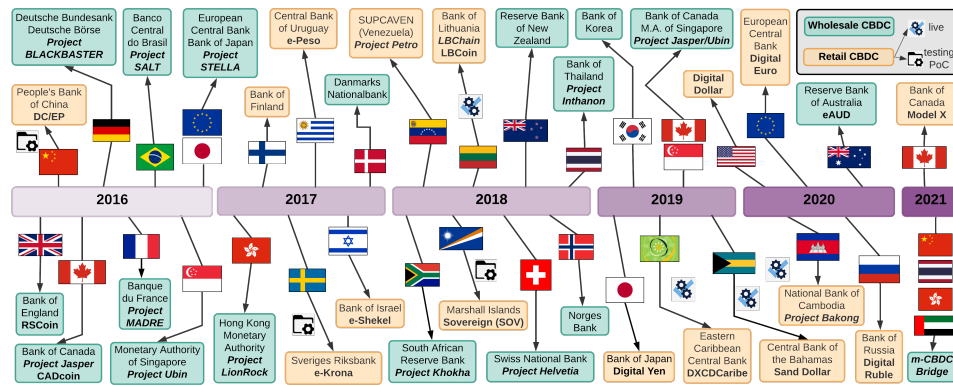 Deutsche Bundesbank
Deutsche Börse
Project
BLACKBASTER
Banco
Central
do Brasil
Project
SALT
European
Central Bank
Bank of Japan
Project
STELLA
Central Bank
of Uruguay
e-Peso
SUPCAVEN
(Venezuela)
Project Petro
Bank of
Lithuania
LBChain
LBCoin
Reserve Bank
of New
Zealand
Bank of
Korea
Bank of Canada
M.A. of Singapore
Project Jasper/Ubin
European
Central
Bank
Digital
Euro
Wholesale CBDC
live
Retail CBDC
testing
PoC
People's Bank
of China
DC/EP
Bank of
Finland
Danmarks
Nationalbank
Bank of
Thailand
Project
Inthanon
Digital
Dollar
Reserve Bank
of Australia
eAUD
Bank of
Canada
Model X
2016
2017
2018
2019
2020
2021
Bank of
England
RSCoin
Banque
du France
Project
MADRE
Bank of Canada
Project Jasper
CADcoin
Monetary Authority
of Singapore
Project Ubin
Hong Kong
Monetary
Authority
Project
LionRock
Sveriges Riksbank
e-Krona
Bank of Israel
e-Shekel
South African
Reserve Bank
Project Khokha
Marshall Islands
Sovereign (SOV)
Swiss National Bank
Project Helvetia
Norges
Bank
Bank of Japan
Digital Yen
Eastern
Caribbean
Central Bank
DXCDCaribe
Central Bank of
the Bahamas
Sand Dollar
National Bank of
Cambodia
Project Bakong
Bank of
Russia
Digital
Ruble
m-CBDC
Bridge